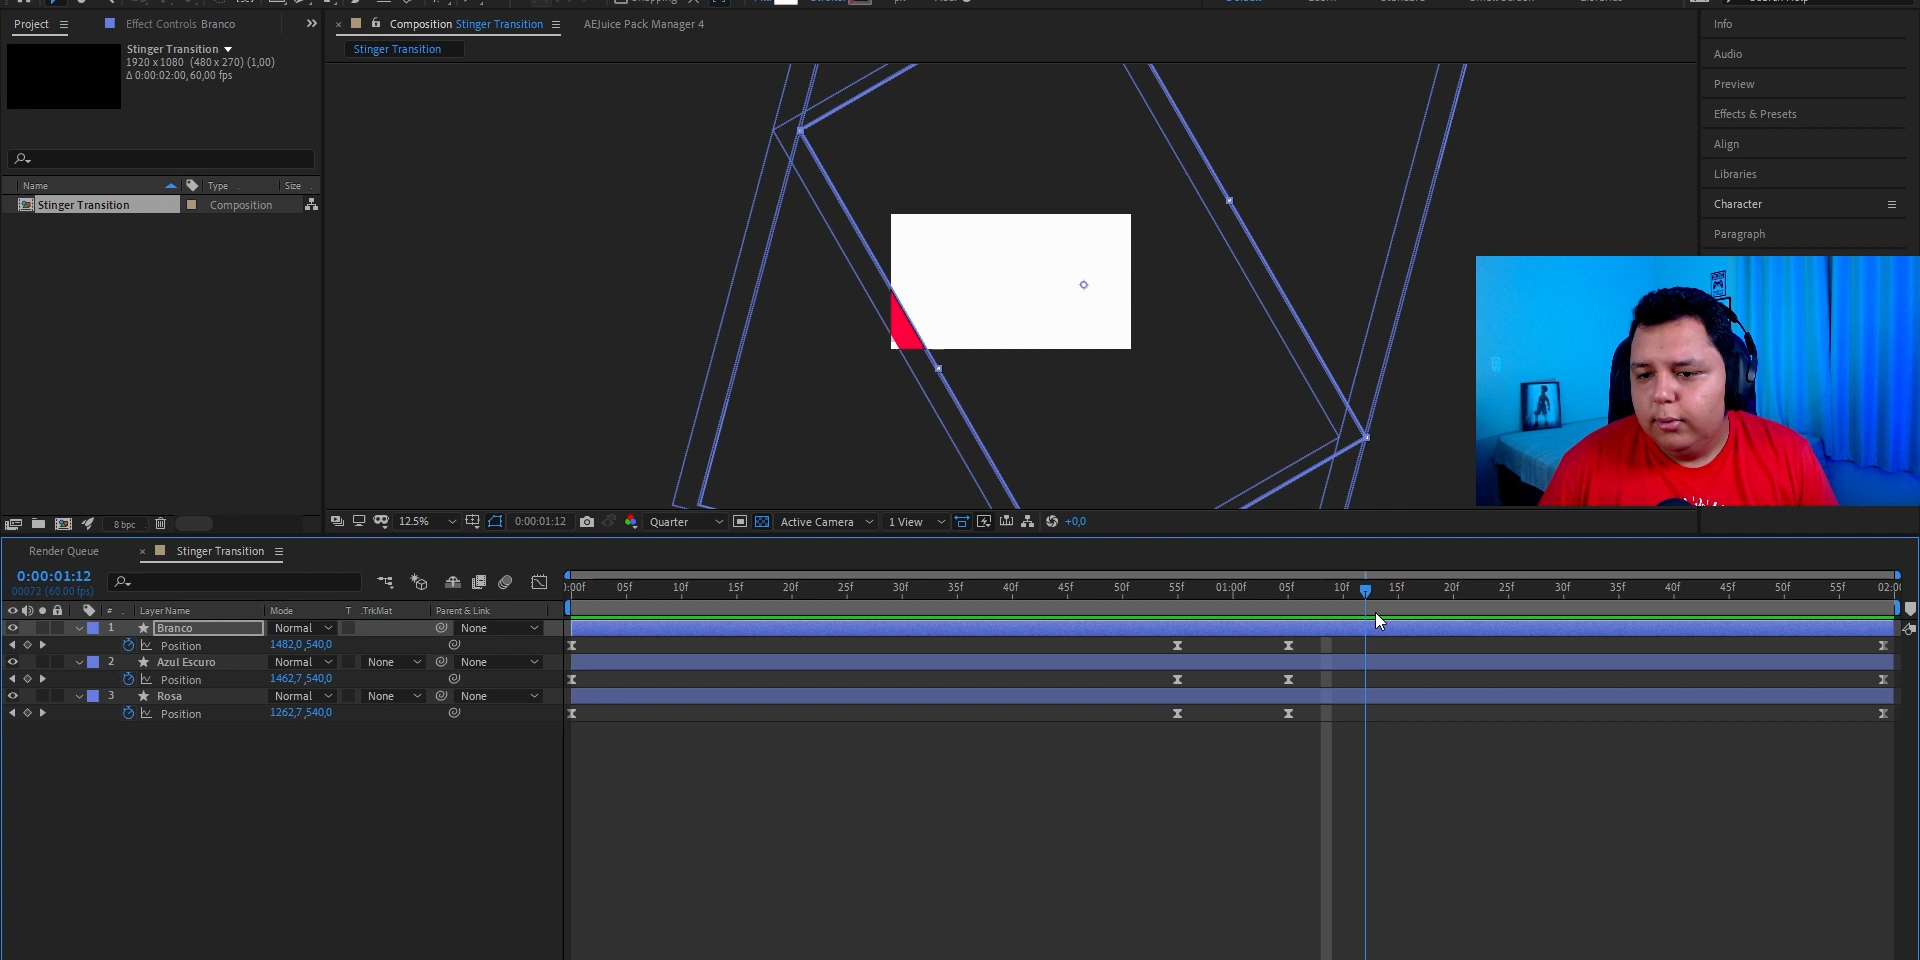 Project
Effect Controls Branco
Composition Stinger Transition
AEJuice Pack Manager 4
Info
Stinger Transition
1920 x 1080 (480 x 270) (1,00)
Δ 0:00:02:00, 60,00 fps
Stinger Transition
Audio
Preview
Effects & Presets
Align
Libraries
Character
Paragraph
Name
Type
Size
Stinger Transition
Composition
8 bpc
12.5%
0:00:01:12
Quarter
Active Camera
1 View
+0,0
Render Queue
Stinger Transition
0:00:01:12
00072 (60.00 fps)
:00f 05f 10f 15f 20f 25f 30f 35f 40f 45f 50f 55f 01:00f 05f 10f 15f 20f 25f 30f 35f 40f 45f 50f 55f 02:00
# Layer Name Mode T .TrkMat Parent & Link
1 Branco Normal None
Position 1482,0,540,0
2 Azul Escuro Normal None None
Position 1462,7,540,0
3 Rosa Normal None None
Position 1262,7,540,0